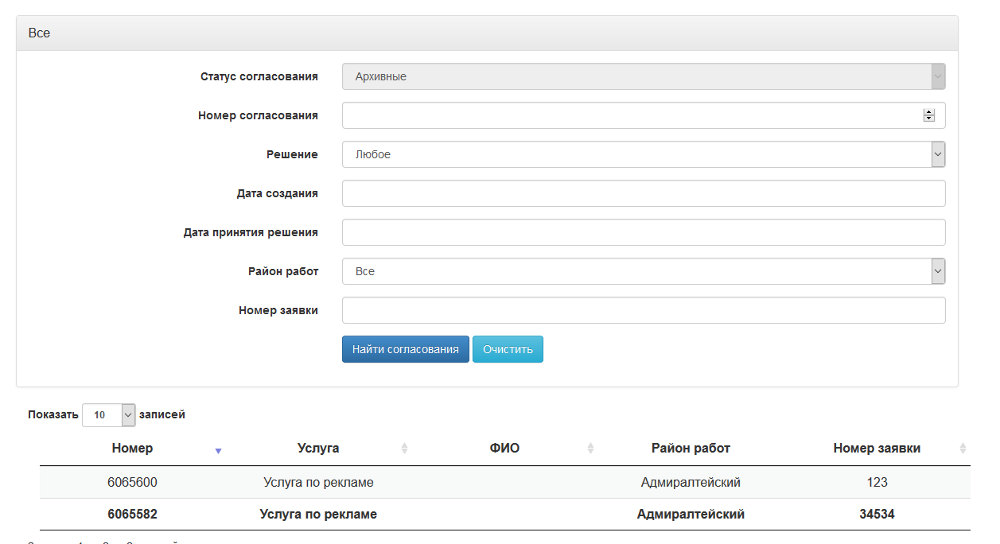 Все
Статус согласования Архивные
Номер согласования
Решение Любое
Дата создания
Дата принятия решения
Район работ Все
Номер заявки
Найти согласования Очистить
Показать 10 записей
Номер Услуга ФИО Район работ Номер заявки
6065600 Услуга по рекламе Адмиралтейский 123
6065582 Услуга по рекламе Адмиралтейский 34534